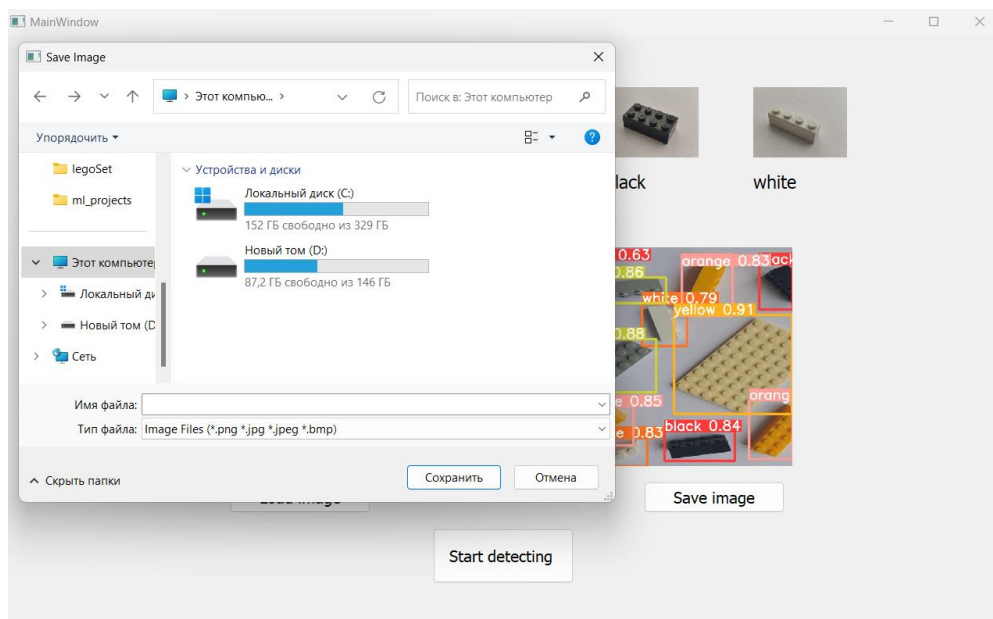 MainWindow
Save Image
Этот компью...
Поиск в: Этот компьютер
Упорядочить
legoSet
ml_projects
Этот компьюте
Локальный ди
Новый том (D
Сеть
Устройства и диски
Локальный диск (C:)
152 ГБ свободно из 329 ГБ
Новый том (D:)
87,2 ГБ свободно из 146 ГБ
Имя файла:
Тип файла: Image Files (*.png *.jpg *.jpeg *.bmp)
Скрыть папки
Сохранить
Отмена
lack
white
0.63
orange 0.83
ack
0.86
white 0.79
yellow 0.91
0.88
orang
e 0.85
black 0.84
e 0.83
Save image
Start detecting